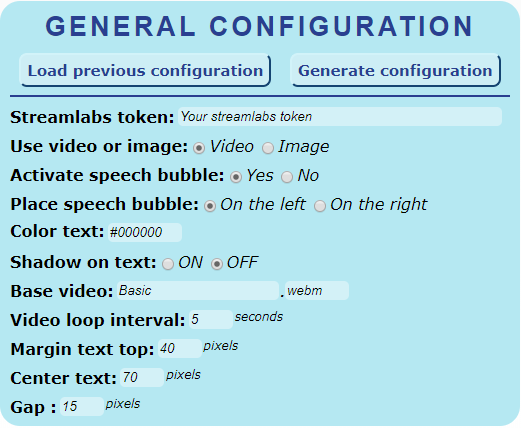 GENERAL CONFIGURATION
Load previous configuration Generate configuration
Streamlabs token: Your streamlabs token
Use video or image: Video Image
Activate speech bubble: Yes No
Place speech bubble: On the left On the right
Color text: #000000
Shadow on text: ON OFF
Base video: Basic .webm
Video loop interval: 5 seconds
Margin text top: 40 pixels
Center text: 70 pixels
Gap : 15 pixels